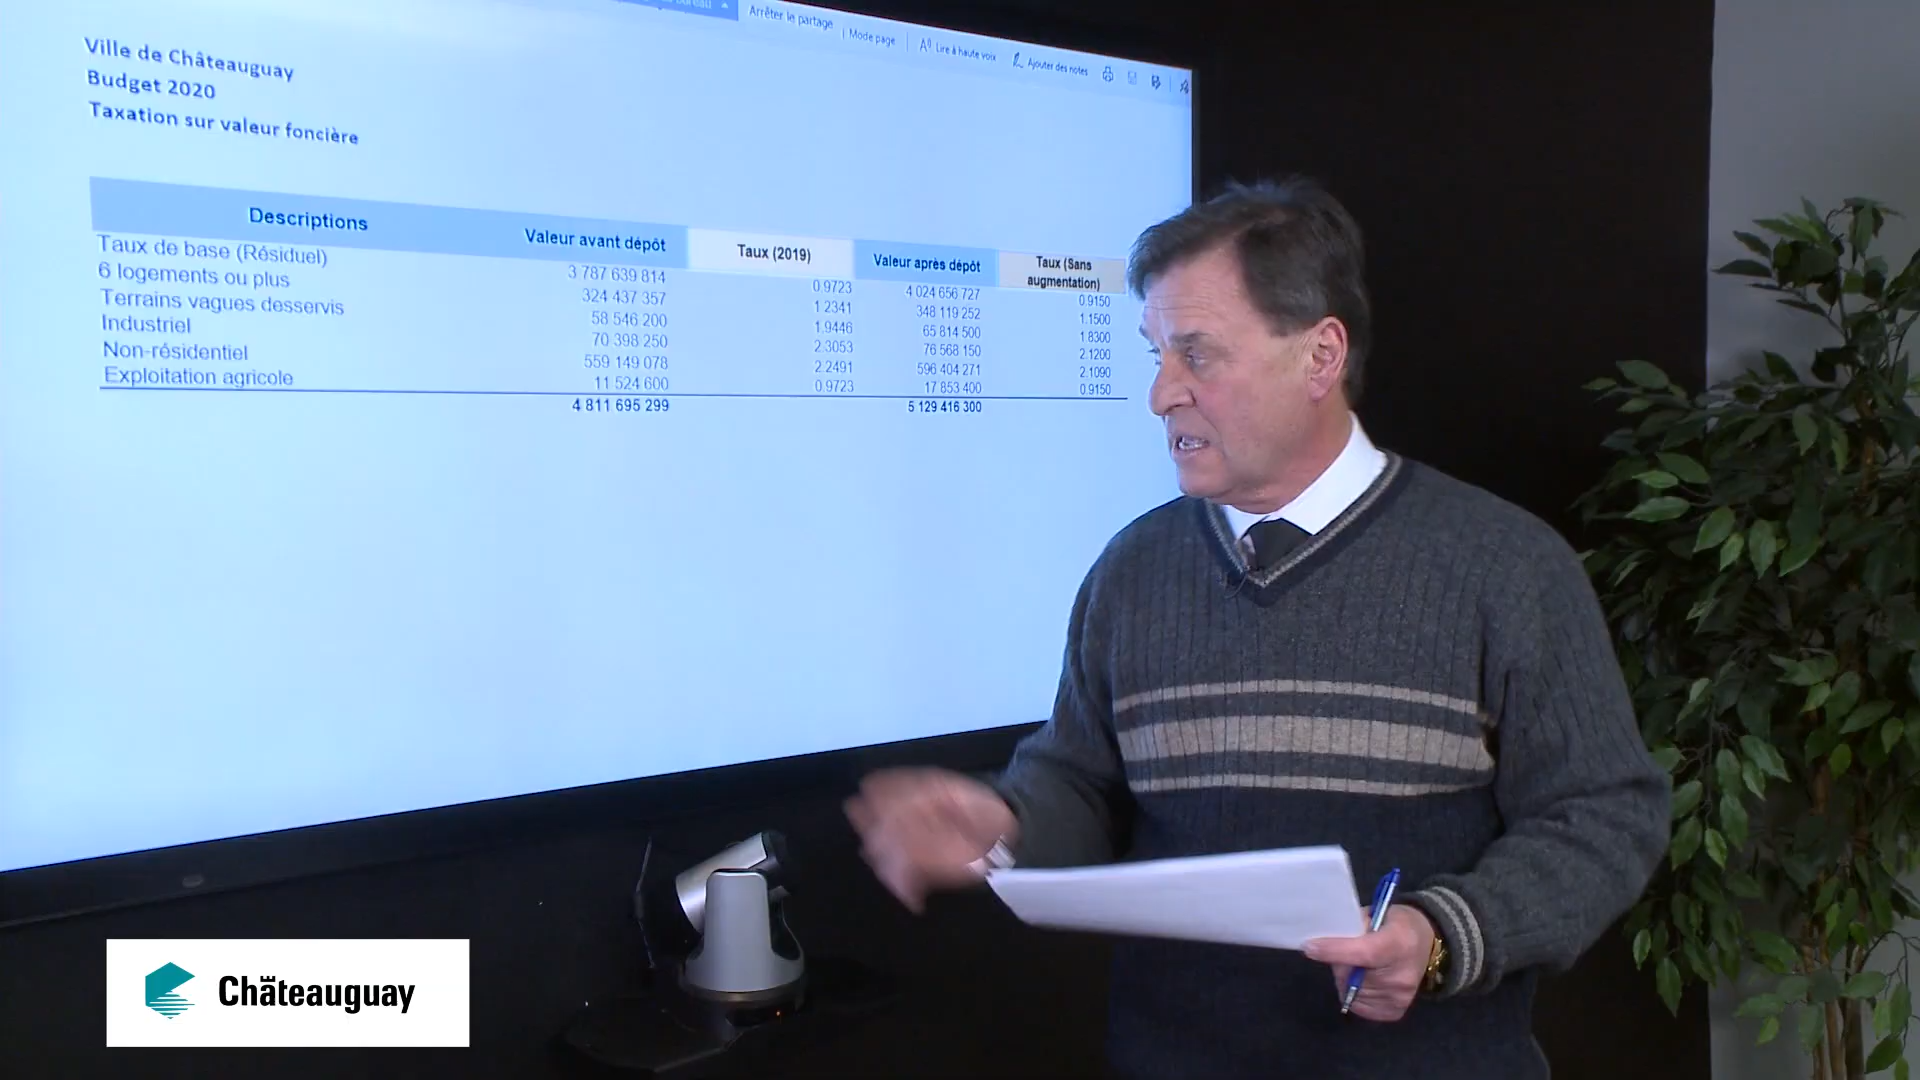 Arrêter le partage
Mode page
Lire à haute voix
Ajouter des notes
Ville de Châteauguay
Budget 2020
Taxation sur valeur foncière
Descriptions Valeur avant dépôt Taux (2019) Valeur après dépôt Taux (Sans augmentation)
Taux de base (Résiduel) 3 787 639 814 0.9723 4 024 656 727 0.9150
6 logements ou plus 324 437 357 1.2341 348 119 252 1.1500
Terrains vagues desservis 58 546 200 1.9446 65 814 500 1.8300
Industriel 70 398 250 2.3053 76 568 150 2.1200
Non-résidentiel 559 149 078 2.2491 596 404 271 2.1090
Exploitation agricole 11 524 600 0.9723 17 853 400 0.9150
4 811 695 299 5 129 416 300
Châteauguay